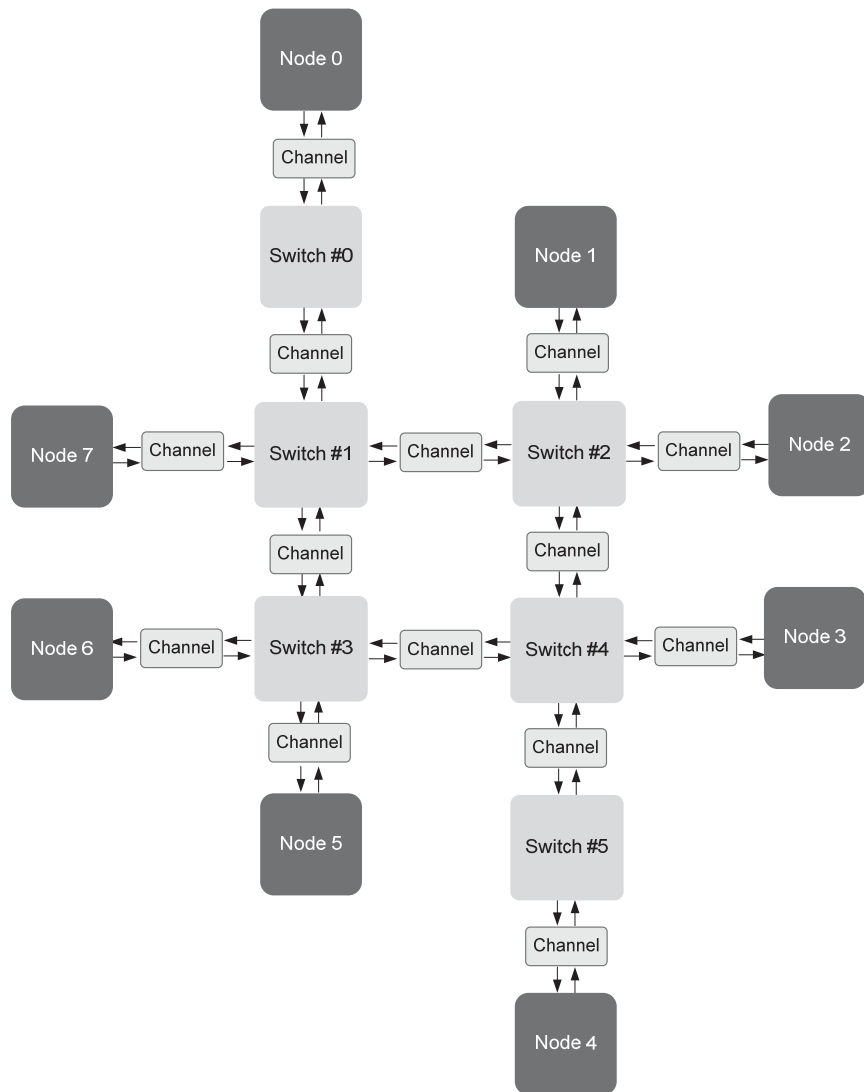 Node 0
Channel
Switch #0
Node 1
Channel
Channel
Node 7
Channel
Switch #1
Channel
Switch #2
Channel
Node 2
Channel
Channel
Node 6
Channel
Switch #3
Channel
Switch #4
Channel
Node 3
Channel
Channel
Node 5
Switch #5
Channel
Node 4